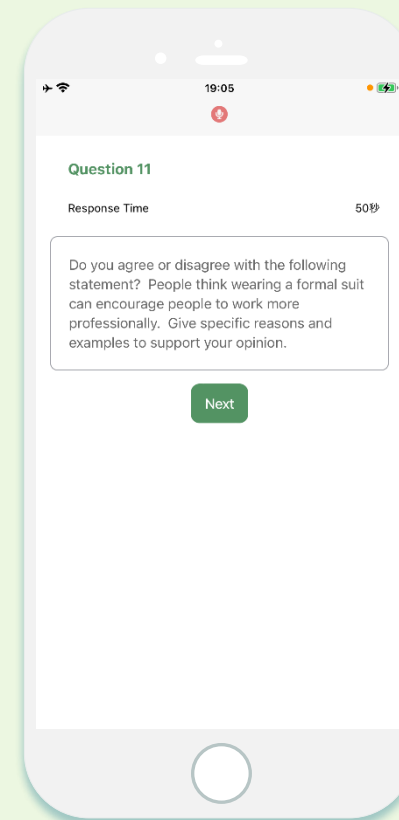 19:05
Question 11
Response Time 50秒
Do you agree or disagree with the following
statement?  People think wearing a formal suit
can encourage people to work more
professionally.  Give specific reasons and
examples to support your opinion.
Next